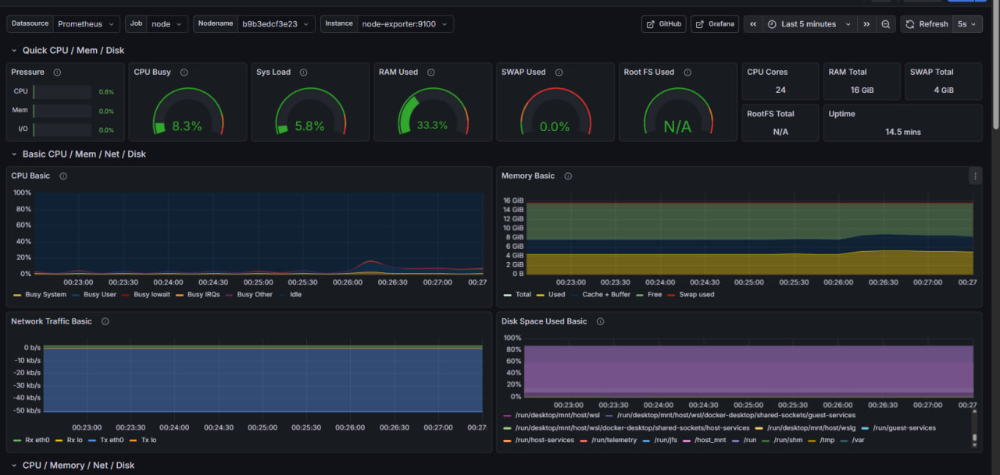 Datasource Prometheus Job node Nodename b9b3edcf3e23 Instance node-exporter:9100 GitHub Grafana Last 5 minutes Refresh 5s
Quick CPU / Mem / Disk
Pressure CPU Busy Sys Load RAM Used SWAP Used Root FS Used CPU Cores RAM Total SWAP Total
CPU 0.6%
Mem 0.0%
I/O 0.0%
8.3% 5.8% 33.3% 0.0% N/A
24 16 GiB 4 GiB
RootFS Total Uptime
N/A 14.5 mins
Basic CPU / Mem / Net / Disk
CPU Basic
100%
80%
60%
40%
20%
0%
00:23:00 00:23:30 00:24:00 00:24:30 00:25:00 00:25:30 00:26:00 00:26:30 00:27:00 00:27
Busy System Busy User Busy Iowait Busy IRQs Busy Other Idle
Memory Basic
16 GiB
14 GiB
12 GiB
10 GiB
8 GiB
6 GiB
4 GiB
2 GiB
0 B
00:23:00 00:23:30 00:24:00 00:24:30 00:25:00 00:25:30 00:26:00 00:26:30 00:27:00 00:27
Total Used Cache + Buffer Free Swap used
Network Traffic Basic
0 b/s
-10 kb/s
-20 kb/s
-30 kb/s
-40 kb/s
-50 kb/s
00:23:00 00:23:30 00:24:00 00:24:30 00:25:00 00:25:30 00:26:00 00:26:30 00:27:00 00:27:
Rx eth0 Rx lo Tx eth0 Tx lo
Disk Space Used Basic
100%
80%
60%
40%
20%
0%
00:23:00 00:23:30 00:24:00 00:24:30 00:25:00 00:25:30 00:26:00 00:26:30 00:27:00 00:27
/run/desktop/mnt/host/wsl /run/desktop/mnt/host/wsl/docker-desktop/shared-sockets/guest-services
/run/desktop/mnt/host/wsl/docker-desktop/shared-sockets/host-services /run/desktop/mnt/host/wslg /run/guest-services
/run/host-services /run/telemetry /run/jfs /host_mnt /run /run/shm /tmp /var
CPU / Memory / Net / Disk